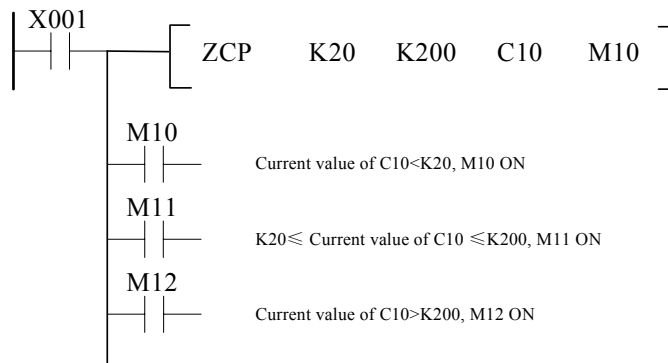 X001
ZCP K20 K200 C10 M10
M10
Current value of C10<K20, M10 ON
M11
K20≤ Current value of C10 ≤K200, M11 ON
M12
Current value of C10>K200, M12 ON